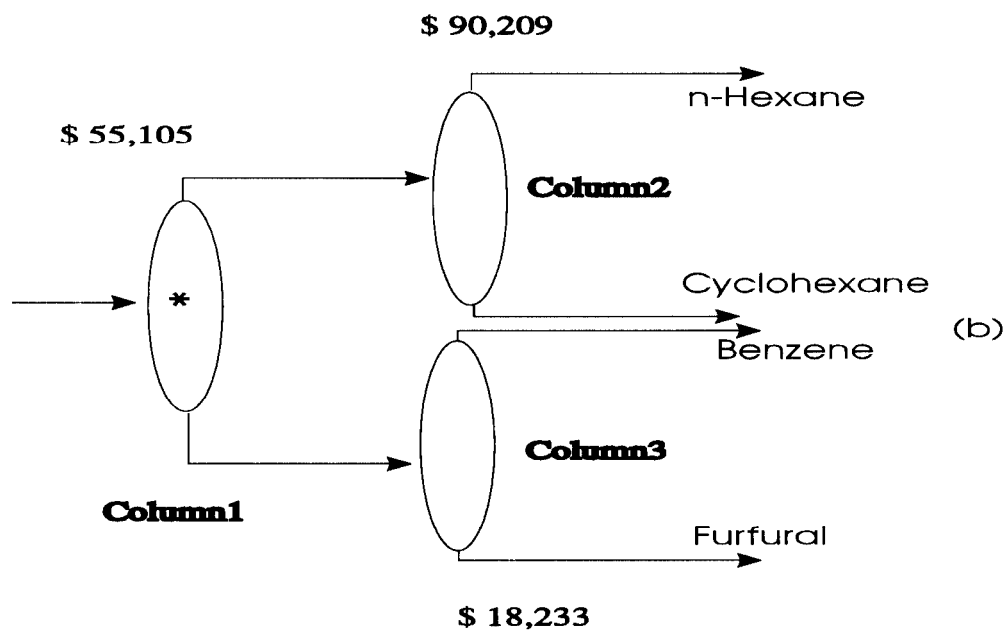 $ 90,209
n-Hexane
$ 55,105
Column2
*
Cyclohexane
(b)
Benzene
Column3
Column1
Furfural
$ 18,233